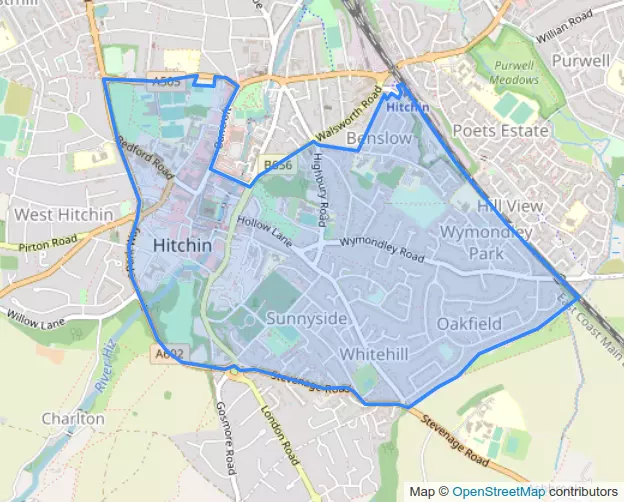 Willian Road
Purwell
Purwell
Meadows
A505
Hitchin
Walsworth Road
Poets Estate
Benslow
Bedford Road
B656
Highbury Road
West Hitchin
Hill View
Hollow Lane
Wymondley
Park
Pirton Road
Hitchin
Wymondley Road
Park Way
Willow Lane
Sunnyside
Oakfield
East Coast Main
River Hiz
A602
Whitehill
Stevenage Road
Charlton
Gosmore Road
London Road
Stevenage Road
Map © OpenStreetMap contributors